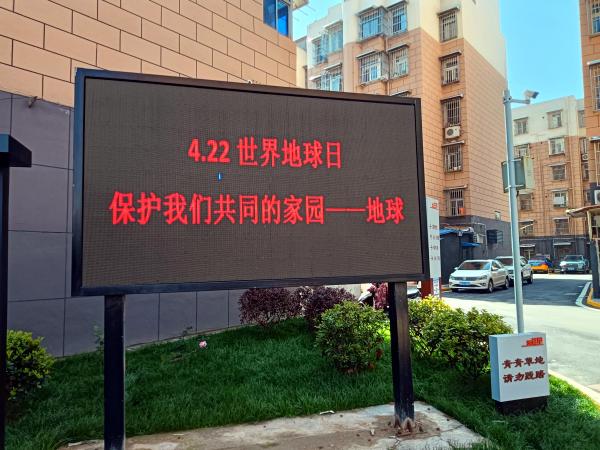 4.22 世界地球日
保护我们共同的家园——地球
青青草地
请勿践踏